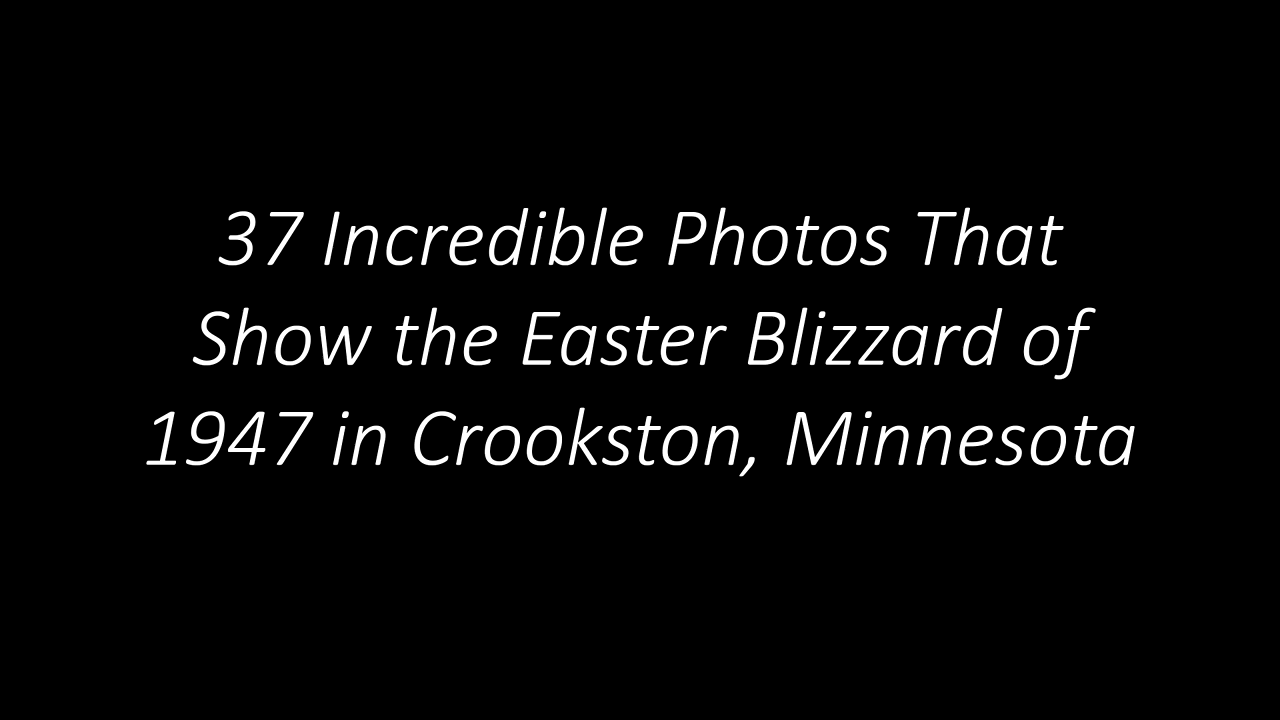 37 Incredible Photos That
Show the Easter Blizzard of
1947 in Crookston, Minnesota